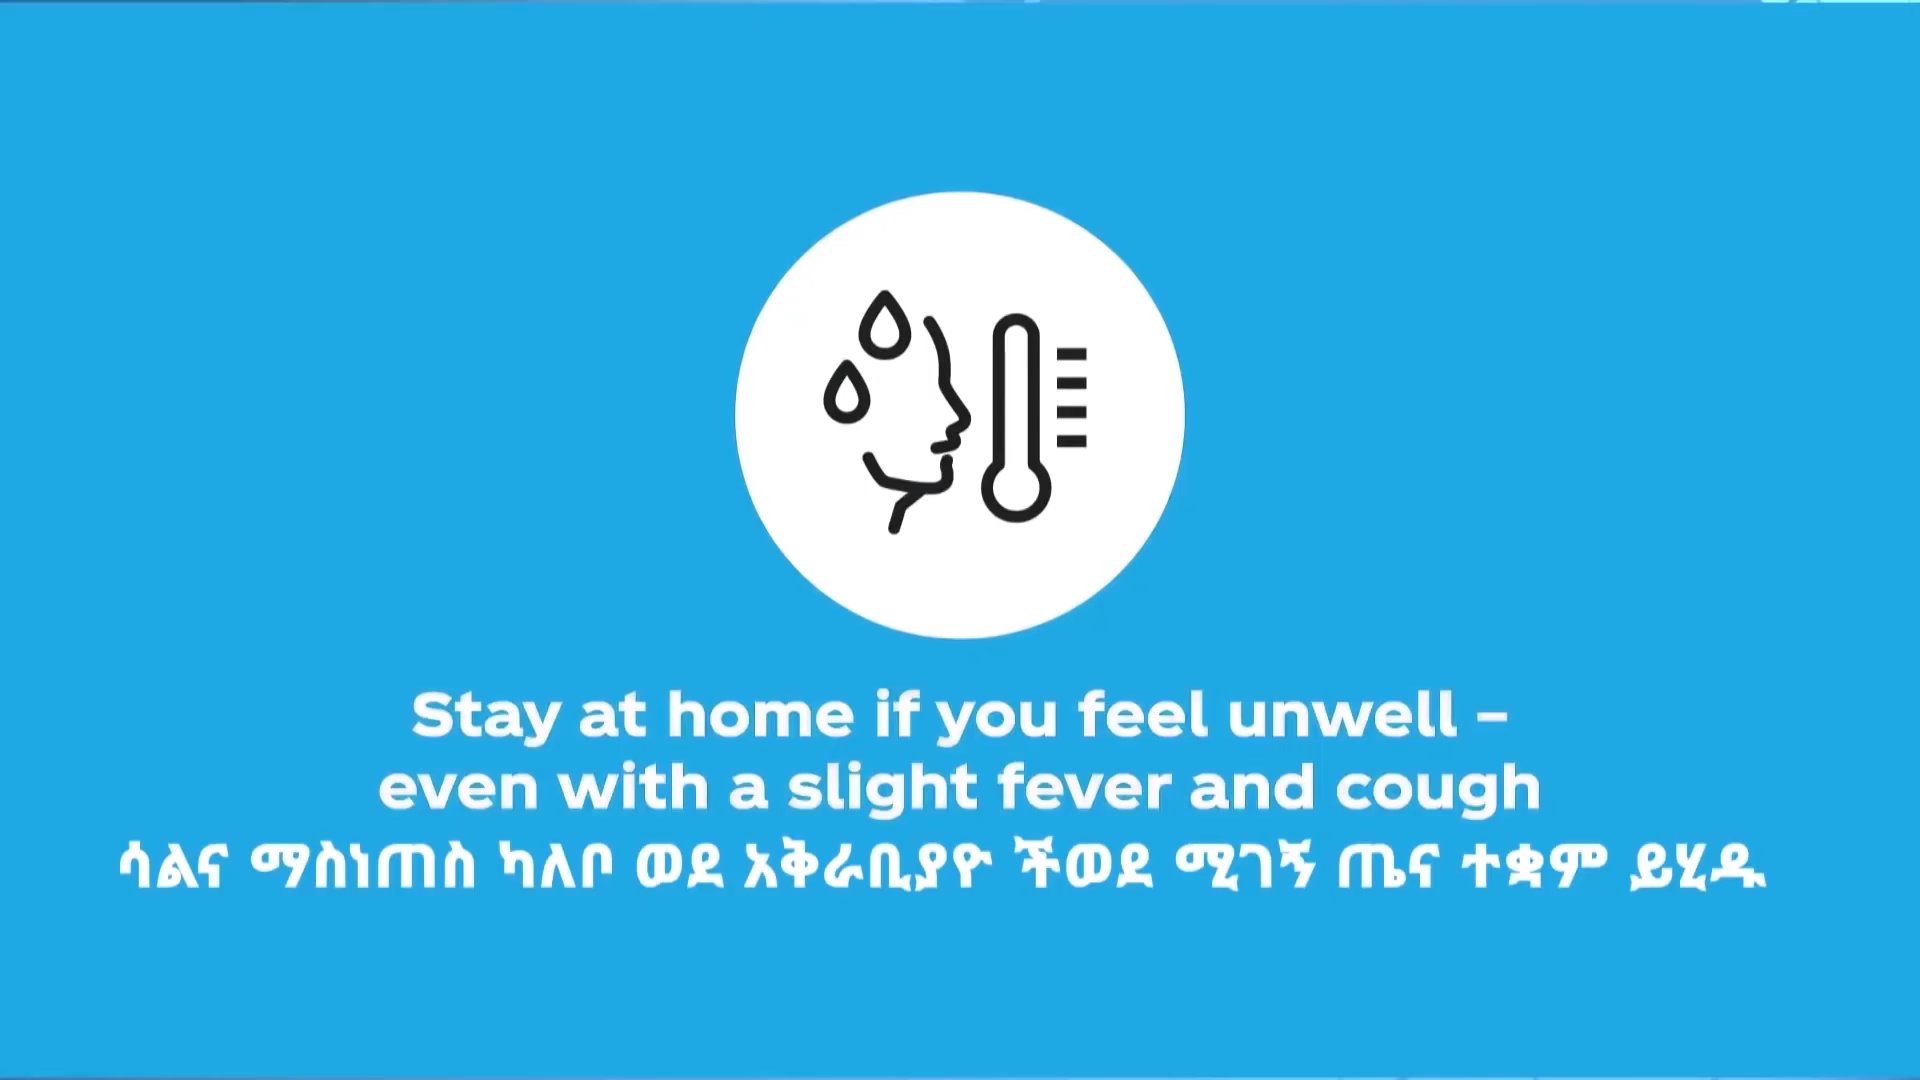 Stay at home if you feel unwell –
even with a slight fever and cough
ሳልና ማስነጠስ ካለቦ ወደ አቅራቢያዮ ችወደ ሚገኝ ጤና ተቋም ይሂዱ